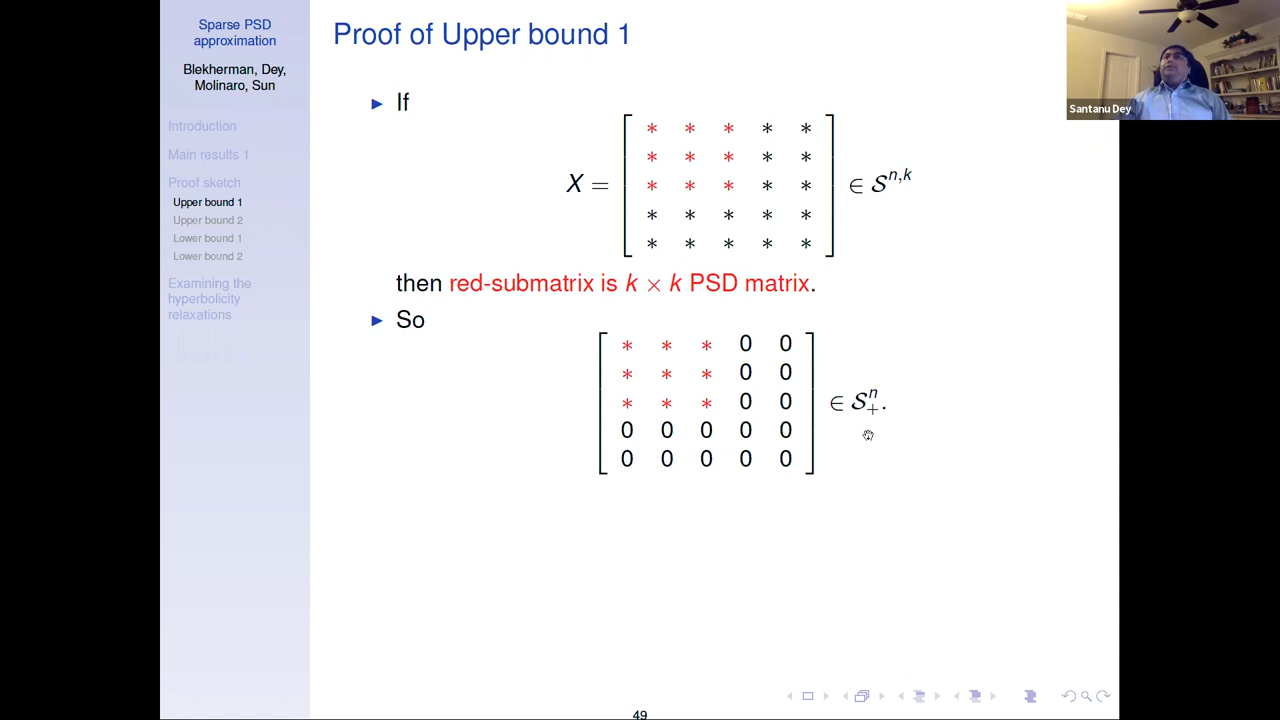 Sparse PSD
approximation
Blekherman, Dey,
Molinaro, Sun
Introduction
Main results 1
Proof sketch
Upper bound 1
Upper bound 2
Lower bound 1
Lower bound 2
Examining the
hyperbolicity
relaxations
Proof of Upper bound 1
► If
X = [ * * * * *
* * * * *
* * * * *
* * * * *
* * * * * ] ∈ 𝒮^{n,k}
then red-submatrix is k × k PSD matrix.
► So
[ * * * 0 0
* * * 0 0
* * * 0 0
0 0 0 0 0
0 0 0 0 0 ] ∈ 𝒮^n_+.
49
Santanu Dey